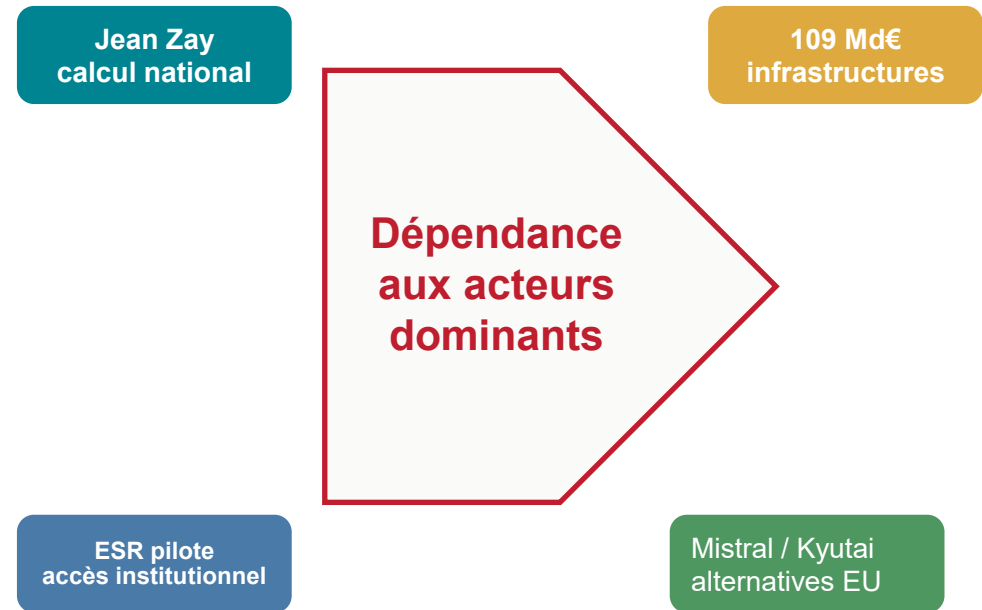 Jean Zay
calcul national
109 Md€
infrastructures
Dépendance
aux acteurs
dominants
ESR pilote
accès institutionnel
Mistral / Kyutai
alternatives EU